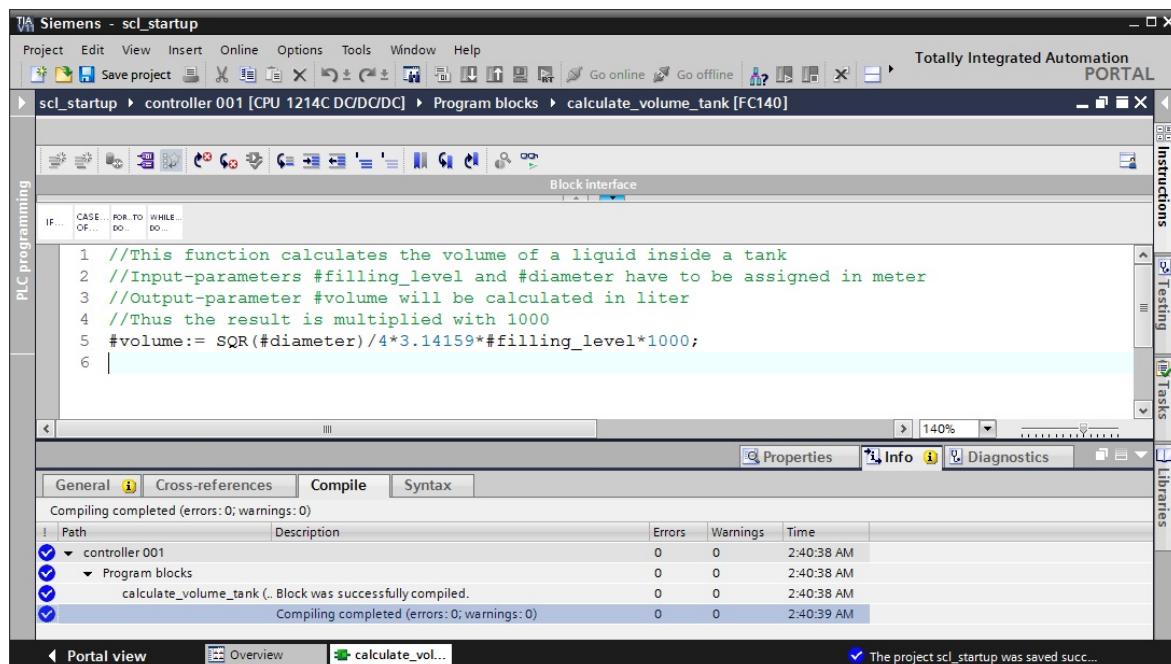 Siemens - scl_startup
Project Edit View Insert Online Options Tools Window Help
Save project Go online Go offline
Totally Integrated Automation
PORTAL
scl_startup controller 001 [CPU 1214C DC/DC/DC] Program blocks calculate_volume_tank [FC140]
PLC programming
Block interface
IF... CASE... OF... FOR..TO DO... WHILE... DO...
1 //This function calculates the volume of a liquid inside a tank
2 //Input-parameters #filling_level and #diameter have to be assigned in meter
3 //Output-parameter #volume will be calculated in liter
4 //Thus the result is multiplied with 1000
5 #volume:= SQR(#diameter)/4*3.14159*#filling_level*1000;
6
140%
Instructions
Testing
Tasks
Libraries
Properties Info Diagnostics
General Cross-references Compile Syntax
Compiling completed (errors: 0; warnings: 0)
! Path Description Errors Warnings Time
controller 001 0 0 2:40:38 AM
Program blocks 0 0 2:40:38 AM
calculate_volume_tank (.. Block was successfully compiled. 0 0 2:40:38 AM
Compiling completed (errors: 0; warnings: 0) 0 0 2:40:39 AM
Portal view Overview calculate_vol... The project scl_startup was saved succ...